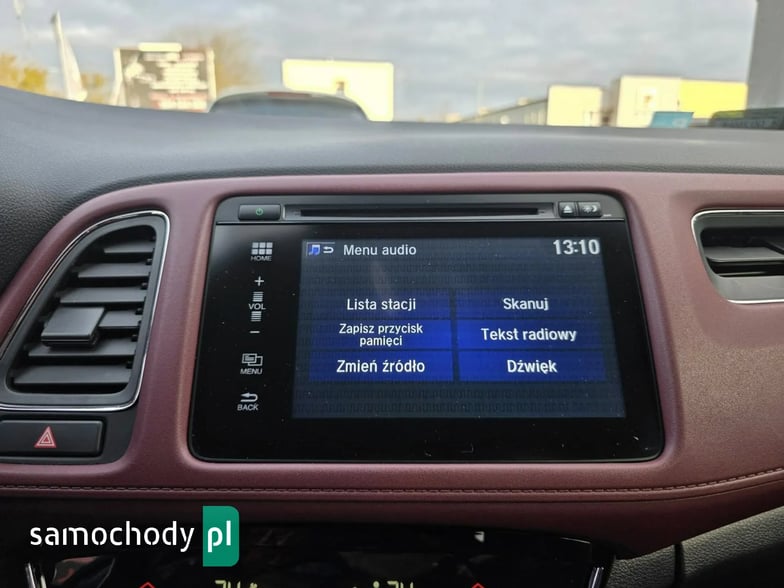 HOME
Menu audio
13:10
+
VOL
−
Lista stacji
Skanuj
Zapisz przycisk
pamięci
Tekst radiowy
Zmień źródło
Dźwięk
MENU
BACK
samochody pl